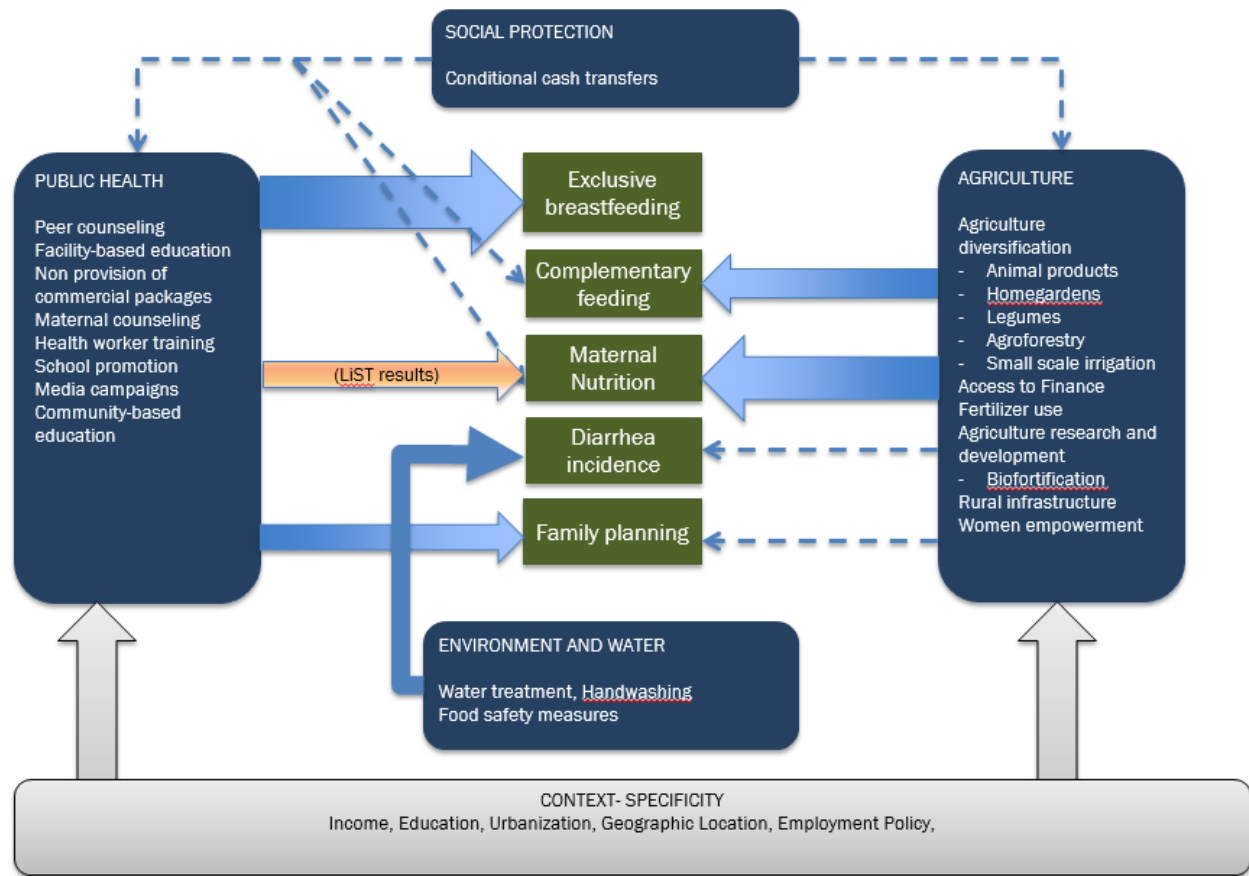 SOCIAL PROTECTION
Conditional cash transfers
PUBLIC HEALTH
Peer counseling
Facility-based education
Non provision of
commercial packages
Maternal counseling
Health worker training
School promotion
Media campaigns
Community-based
education
Exclusive
breastfeeding
Complementary
feeding
(LiST results)
Maternal
Nutrition
Diarrhea
incidence
Family planning
AGRICULTURE
Agriculture
diversification
- Animal products
- Homegardens
- Legumes
- Agroforestry
- Small scale irrigation
Access to Finance
Fertilizer use
Agriculture research and
development
- Biofortification
Rural infrastructure
Women empowerment
ENVIRONMENT AND WATER
Water treatment, Handwashing
Food safety measures
CONTEXT- SPECIFICITY
Income, Education, Urbanization, Geographic Location, Employment Policy,